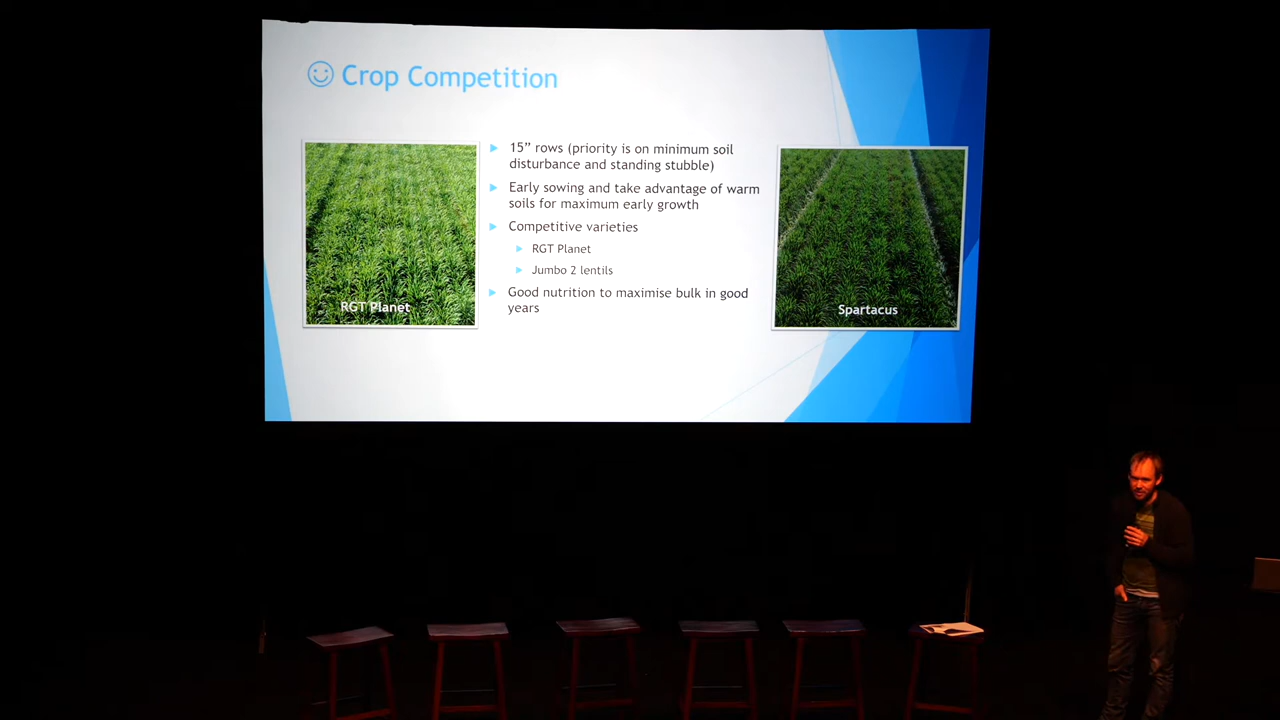 Crop Competition
15” rows (priority is on minimum soil
disturbance and standing stubble)
Early sowing and take advantage of warm
soils for maximum early growth
Competitive varieties
RGT Planet
Jumbo 2 lentils
Good nutrition to maximise bulk in good
years
RGT Planet
Spartacus